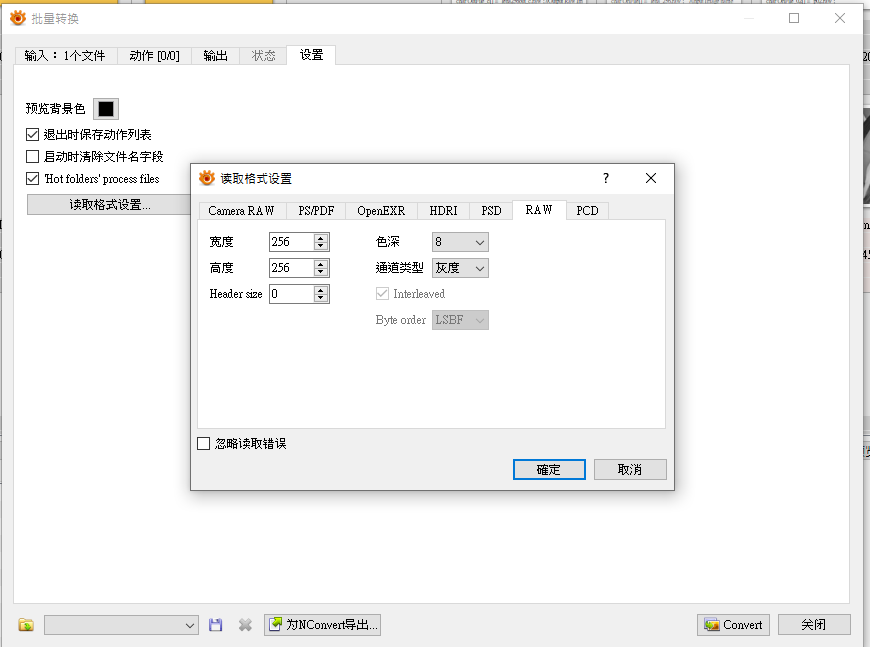 批量转换
输入：1个文件 动作 [0/0] 输出 状态 设置
预览背景色
退出时保存动作列表
启动时清除文件名字段
'Hot folders' process files
读取格式设置...
读取格式设置 ?
Camera RAW PS/PDF OpenEXR HDRI PSD RAW PCD
宽度 256 色深 8
高度 256 通道类型 灰度
Header size 0 Interleaved
Byte order LSBF
忽略读取错误
確定 取消
为NConvert导出... Convert 关闭